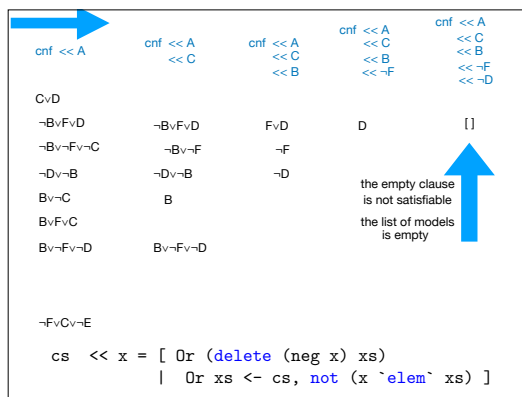 cnf << A
cnf << A
<< C
cnf << A
<< C
<< B
cnf << A
<< C
<< B
<< ¬F
cnf << A
<< C
<< B
<< ¬F
<< ¬D
C∨D
¬B∨F∨D ¬B∨F∨D F∨D D []
¬B∨¬F∨¬C ¬B∨¬F ¬F
¬D∨¬B ¬D∨¬B ¬D
B∨¬C B
B∨F∨C
B∨¬F∨¬D B∨¬F∨¬D
the empty clause
is not satisfiable
the list of models
is empty
¬F∨C∨¬E
cs << x = [ Or (delete (neg x) xs)
| Or xs <- cs, not (x `elem` xs) ]